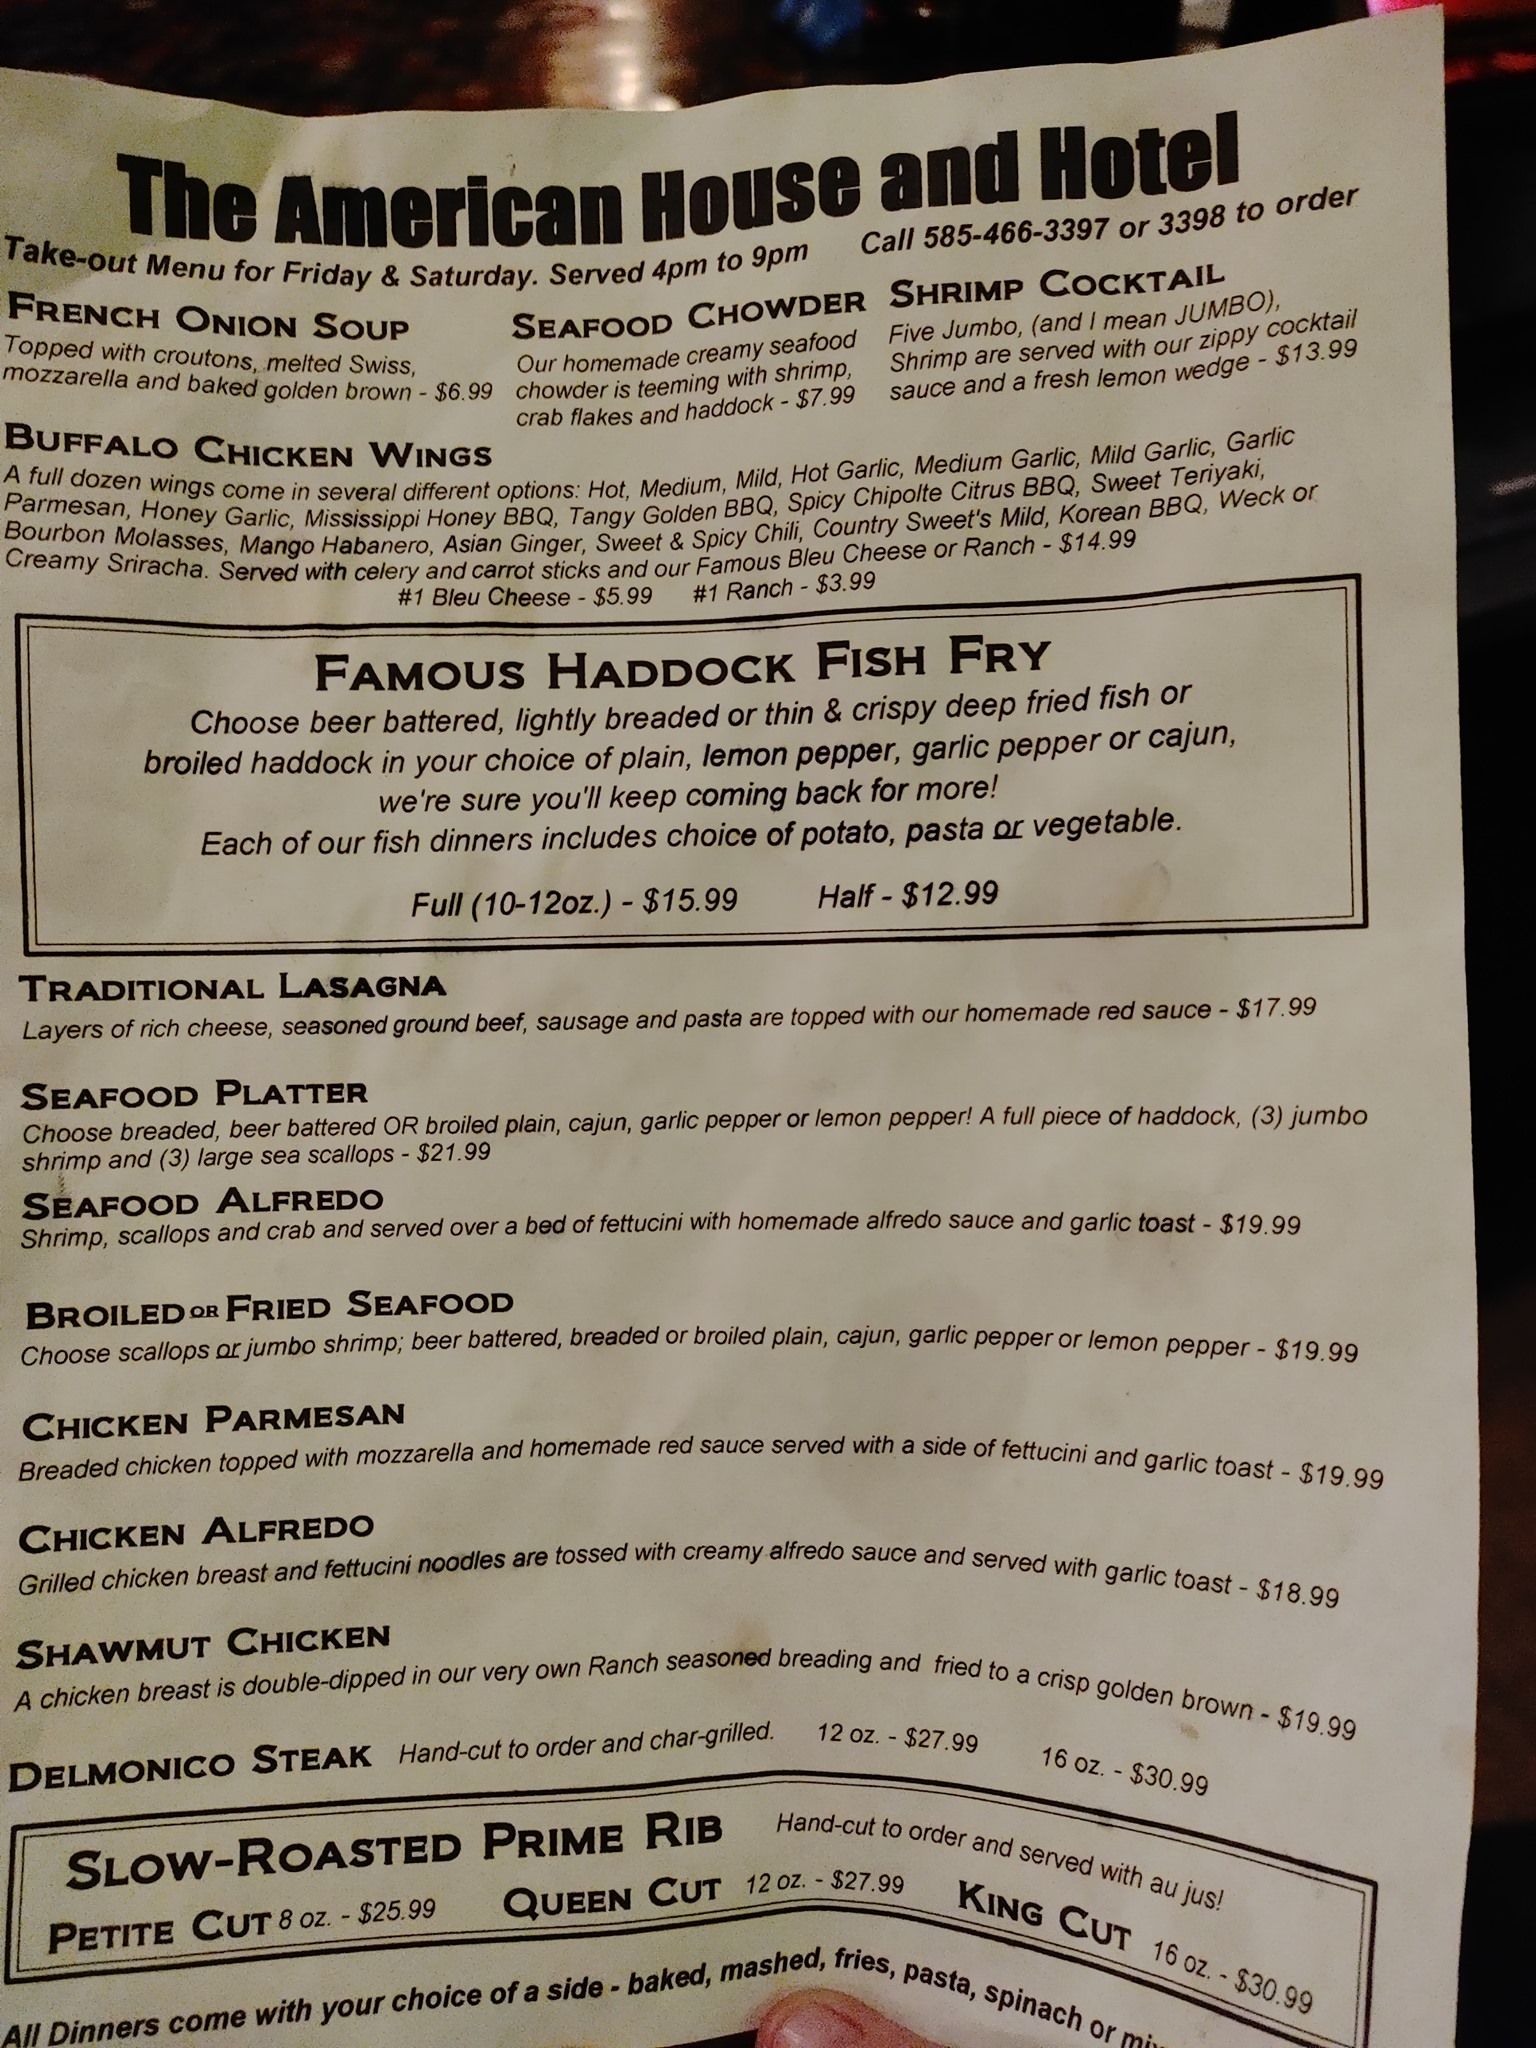 The American House and Hotel
Take-out Menu for Friday & Saturday. Served 4pm to 9pm Call 585-466-3397 or 3398 to order
FRENCH ONION SOUP
Topped with croutons, melted Swiss,
mozzarella and baked golden brown - $6.99
SEAFOOD CHOWDER
Our homemade creamy seafood
chowder is teeming with shrimp,
crab flakes and haddock - $7.99
SHRIMP COCKTAIL
Five Jumbo, (and I mean JUMBO),
Shrimp are served with our zippy cocktail
sauce and a fresh lemon wedge - $13.99
BUFFALO CHICKEN WINGS
A full dozen wings come in several different options: Hot, Medium, Mild, Hot Garlic, Medium Garlic, Mild Garlic, Garlic
Parmesan, Honey Garlic, Mississippi Honey BBQ, Tangy Golden BBQ, Spicy Chipolte Citrus BBQ, Sweet Teriyaki,
Bourbon Molasses, Mango Habanero, Asian Ginger, Sweet & Spicy Chili, Country Sweet's Mild, Korean BBQ, Weck or
Creamy Sriracha. Served with celery and carrot sticks and our Famous Bleu Cheese or Ranch - $14.99
#1 Bleu Cheese - $5.99 #1 Ranch - $3.99
FAMOUS HADDOCK FISH FRY
Choose beer battered, lightly breaded or thin & crispy deep fried fish or
broiled haddock in your choice of plain, lemon pepper, garlic pepper or cajun,
we're sure you'll keep coming back for more!
Each of our fish dinners includes choice of potato, pasta or vegetable.
Full (10-12oz.) - $15.99 Half - $12.99
TRADITIONAL LASAGNA
Layers of rich cheese, seasoned ground beef, sausage and pasta are topped with our homemade red sauce - $17.99
SEAFOOD PLATTER
Choose breaded, beer battered OR broiled plain, cajun, garlic pepper or lemon pepper! A full piece of haddock, (3) jumbo
shrimp and (3) large sea scallops - $21.99
SEAFOOD ALFREDO
Shrimp, scallops and crab and served over a bed of fettucini with homemade alfredo sauce and garlic toast - $19.99
BROILED OR FRIED SEAFOOD
Choose scallops or jumbo shrimp; beer battered, breaded or broiled plain, cajun, garlic pepper or lemon pepper - $19.99
CHICKEN PARMESAN
Breaded chicken topped with mozzarella and homemade red sauce served with a side of fettucini and garlic toast - $19.99
CHICKEN ALFREDO
Grilled chicken breast and fettucini noodles are tossed with creamy alfredo sauce and served with garlic toast - $18.99
SHAWMUT CHICKEN
A chicken breast is double-dipped in our very own Ranch seasoned breading and fried to a crisp golden brown - $19.99
DELMONICO STEAK Hand-cut to order and char-grilled. 12 oz. - $27.99 16 oz. - $30.99
SLOW-ROASTED PRIME RIB Hand-cut to order and served with au jus!
PETITE CUT 8 oz. - $25.99 QUEEN CUT 12 oz. - $27.99 KING CUT 16 oz. - $30.99
All Dinners come with your choice of a side - baked, mashed, fries, pasta, spinach or